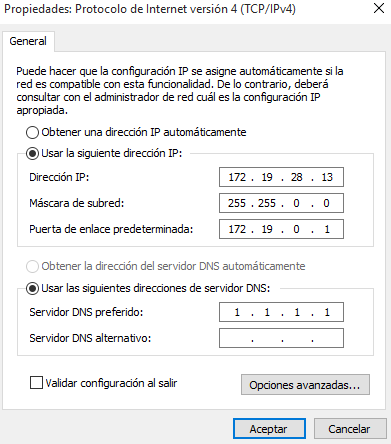 Propiedades: Protocolo de Internet versión 4 (TCP/IPv4)
General
Puede hacer que la configuración IP se asigne automáticamente si la
red es compatible con esta funcionalidad. De lo contrario, deberá
consultar con el administrador de red cuál es la configuración IP
apropiada.
Obtener una dirección IP automáticamente
Usar la siguiente dirección IP:
Dirección IP: 172 . 19 . 28 . 13
Máscara de subred: 255 . 255 . 0 . 0
Puerta de enlace predeterminada: 172 . 19 . 0 . 1
Obtener la dirección del servidor DNS automáticamente
Usar las siguientes direcciones de servidor DNS:
Servidor DNS preferido: 1 . 1 . 1 . 1
Servidor DNS alternativo: . . .
Validar configuración al salir
Opciones avanzadas...
Aceptar Cancelar